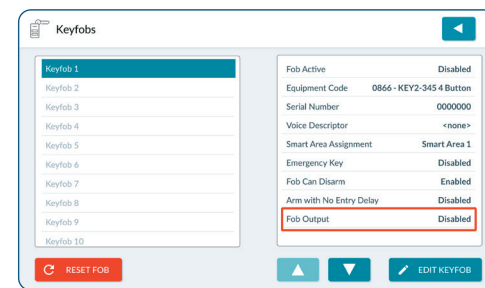 Keyfobs
Keyfob 1
Keyfob 2
Keyfob 3
Keyfob 4
Keyfob 5
Keyfob 6
Keyfob 7
Keyfob 8
Keyfob 9
Keyfob 10
Fob Active Disabled
Equipment Code 0866 - KEY2-345 4 Button
Serial Number 0000000
Voice Descriptor <none>
Smart Area Assignment Smart Area 1
Emergency Key Disabled
Fob Can Disarm Enabled
Arm with No Entry Delay Disabled
Fob Output Disabled
RESET FOB
EDIT KEYFOB